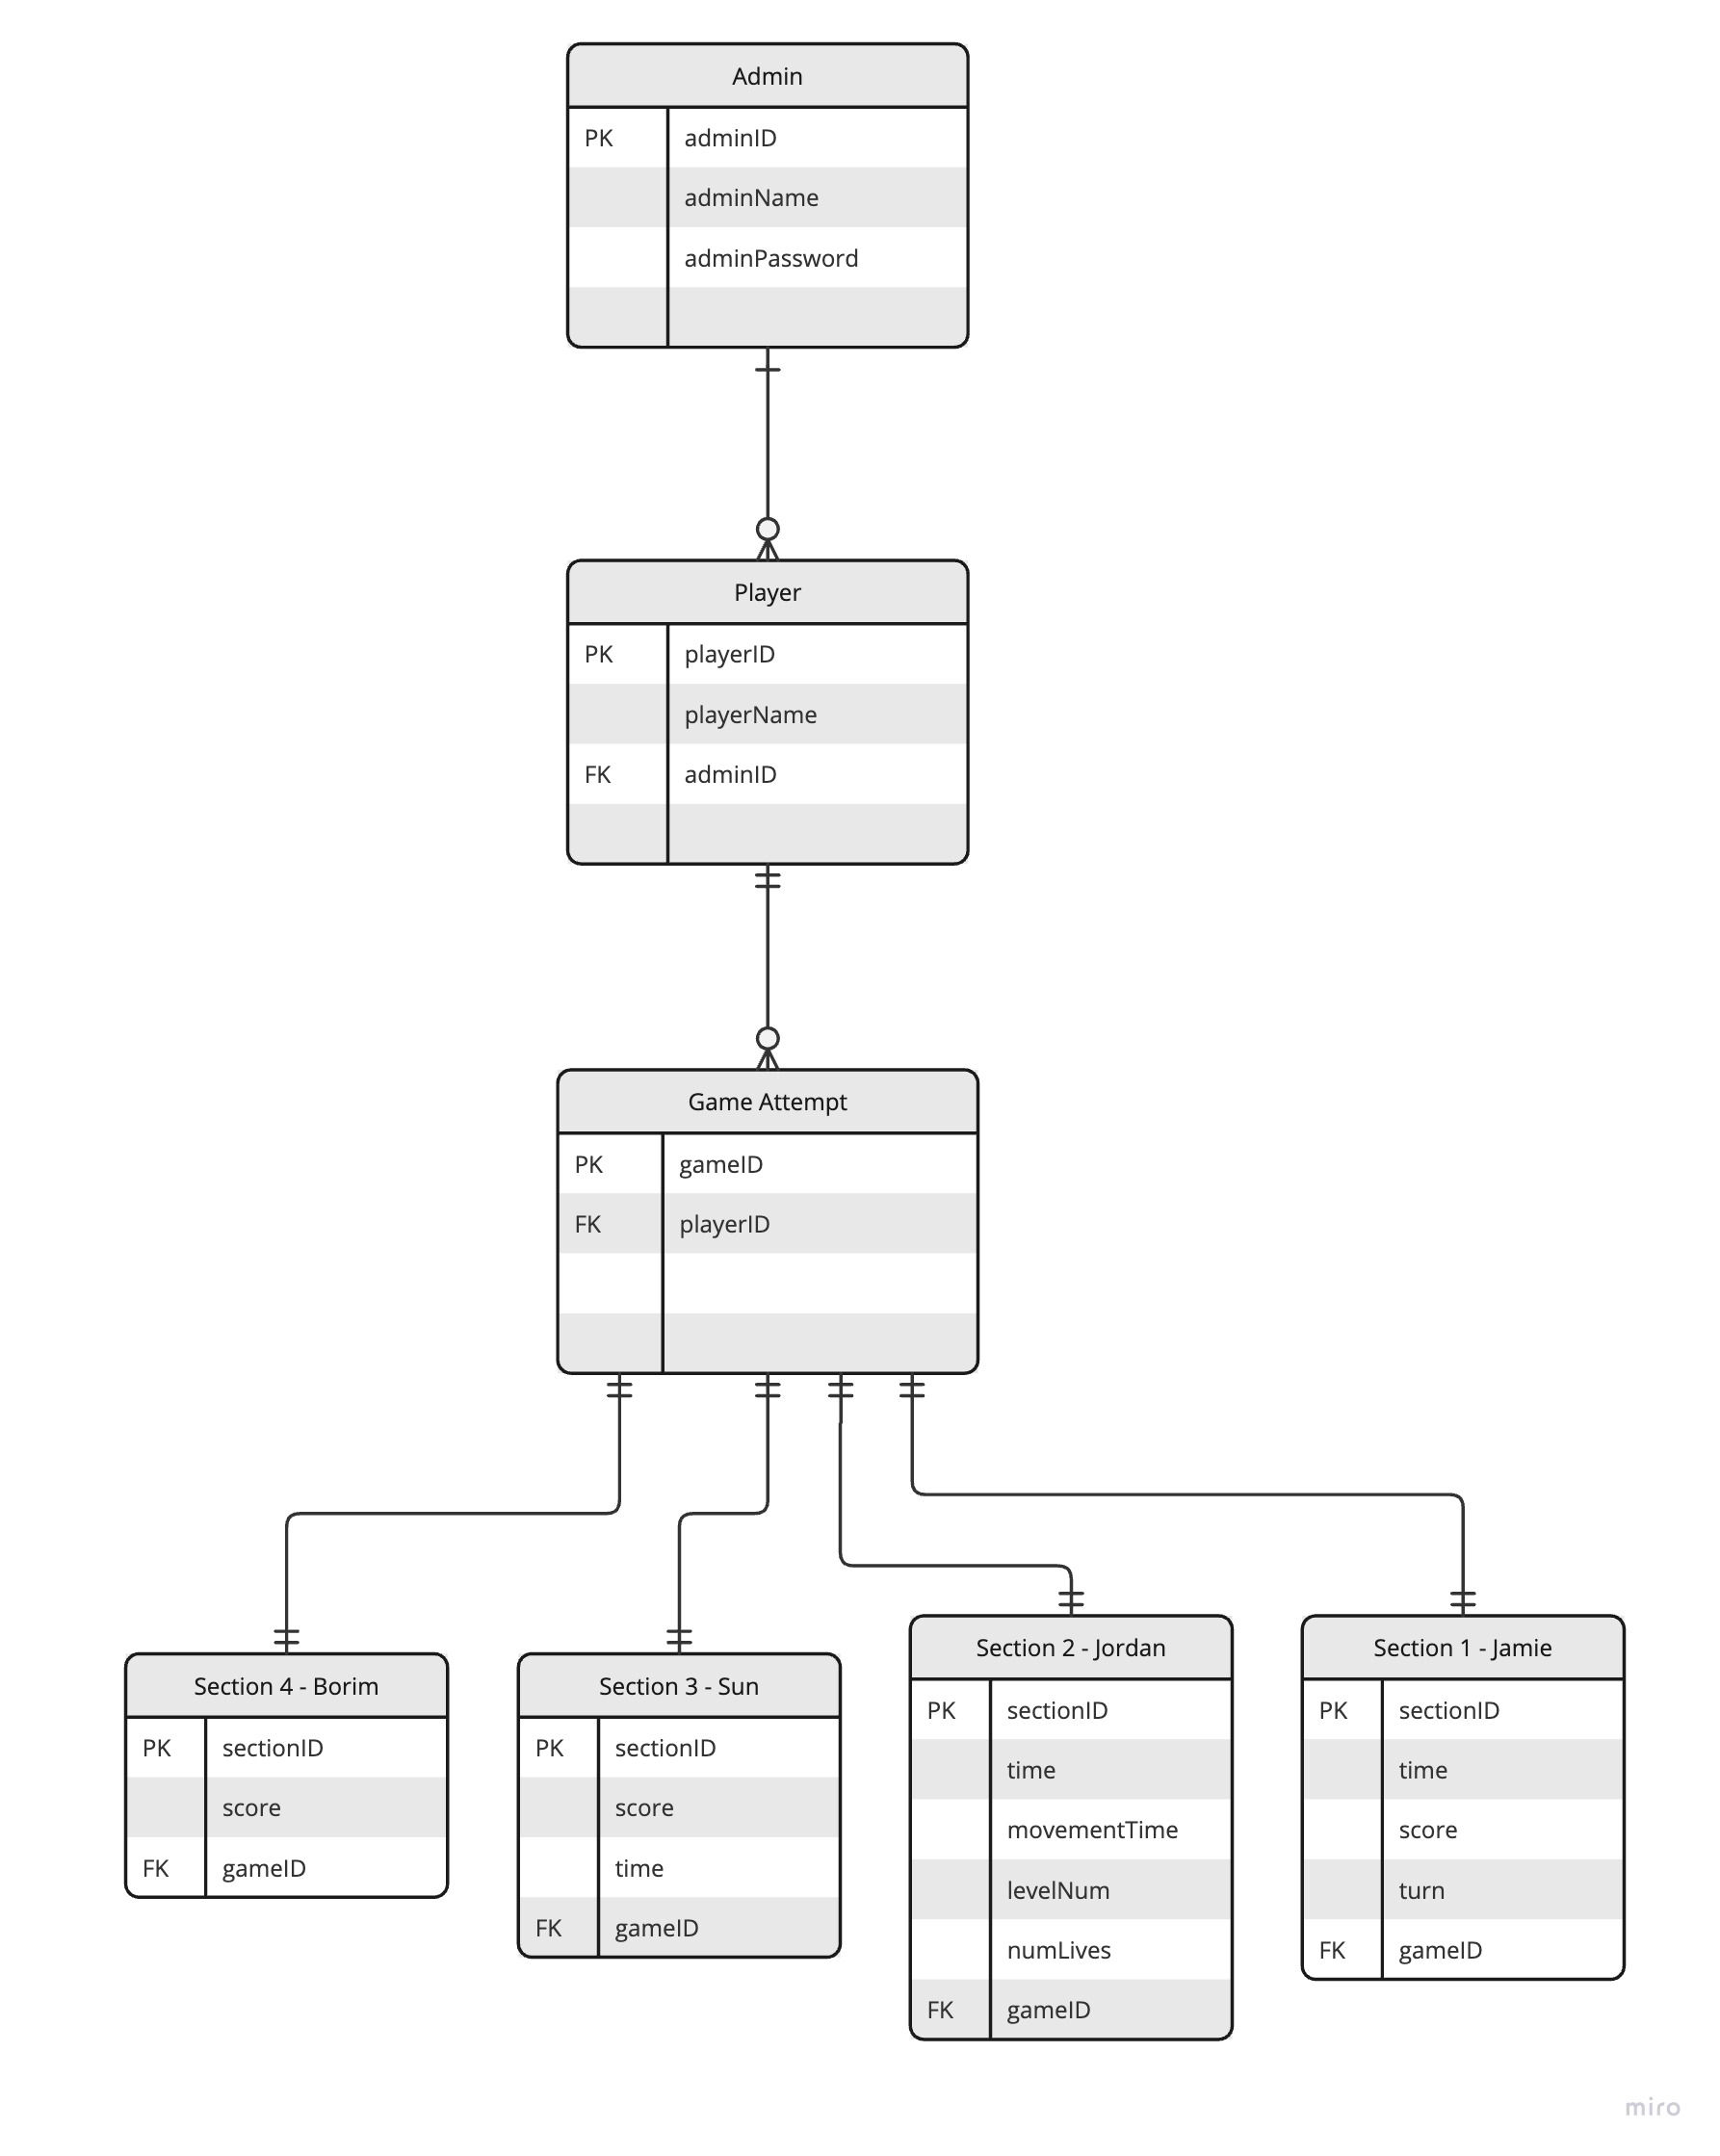 Admin
PK adminID
adminName
adminPassword
Player
PK playerID
playerName
FK adminID
Game Attempt
PK gameID
FK playerID
Section 4 - Borim
PK sectionID
score
FK gameID
Section 3 - Sun
PK sectionID
score
time
FK gameID
Section 2 - Jordan
PK sectionID
time
movementTime
levelNum
numLives
FK gameID
Section 1 - Jamie
PK sectionID
time
score
turn
FK gameID
miro